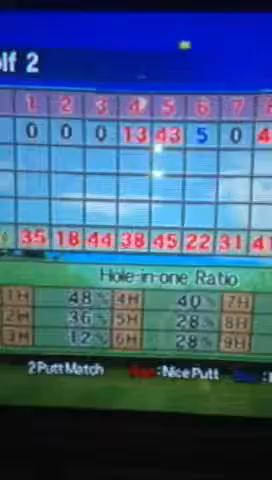 lf 2
1 2 3 4 5 6 7
0 0 0 13 43 5 0 4
35 18 44 38 45 22 31 41
Hole-in-one Ratio
1H 48% 4H 40% 7H
2H 36% 5H 28% 8H
3H 12% 6H 28% 9H
2 Putt Match :Nice Putt